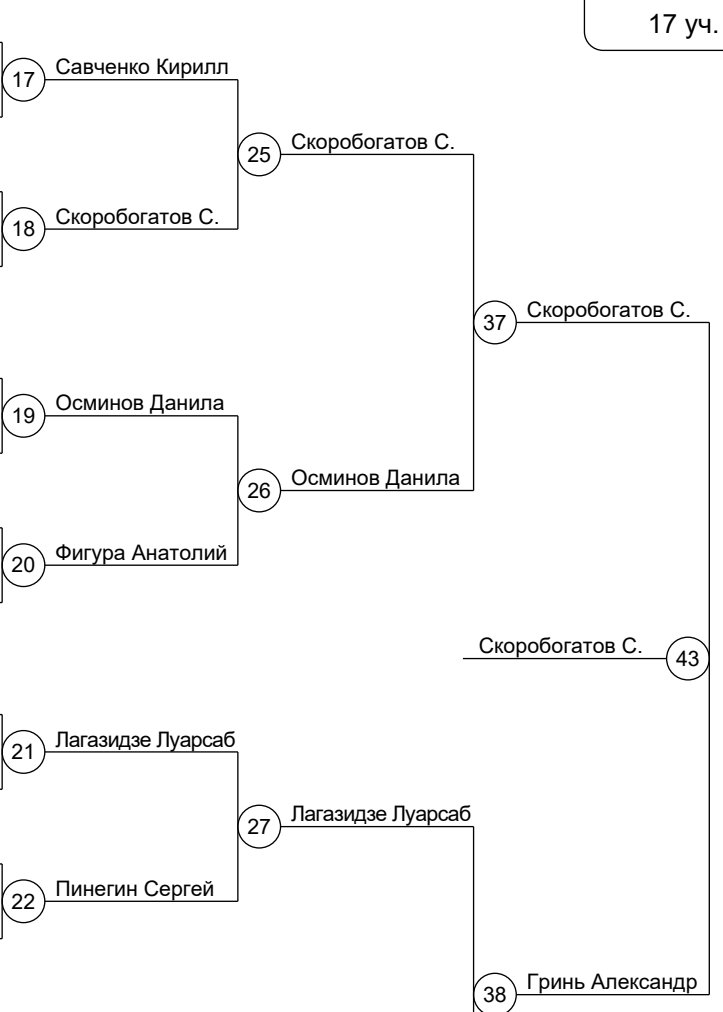 17 уч.
17 Савченко Кирилл
25 Скоробогатов С.
18 Скоробогатов С.
37 Скоробогатов С.
19 Осминов Данила
26 Осминов Данила
20 Фигура Анатолий
Скоробогатов С. 43
21 Лагазидзе Луарсаб
27 Лагазидзе Луарсаб
22 Пинегин Сергей
38 Гринь Александр